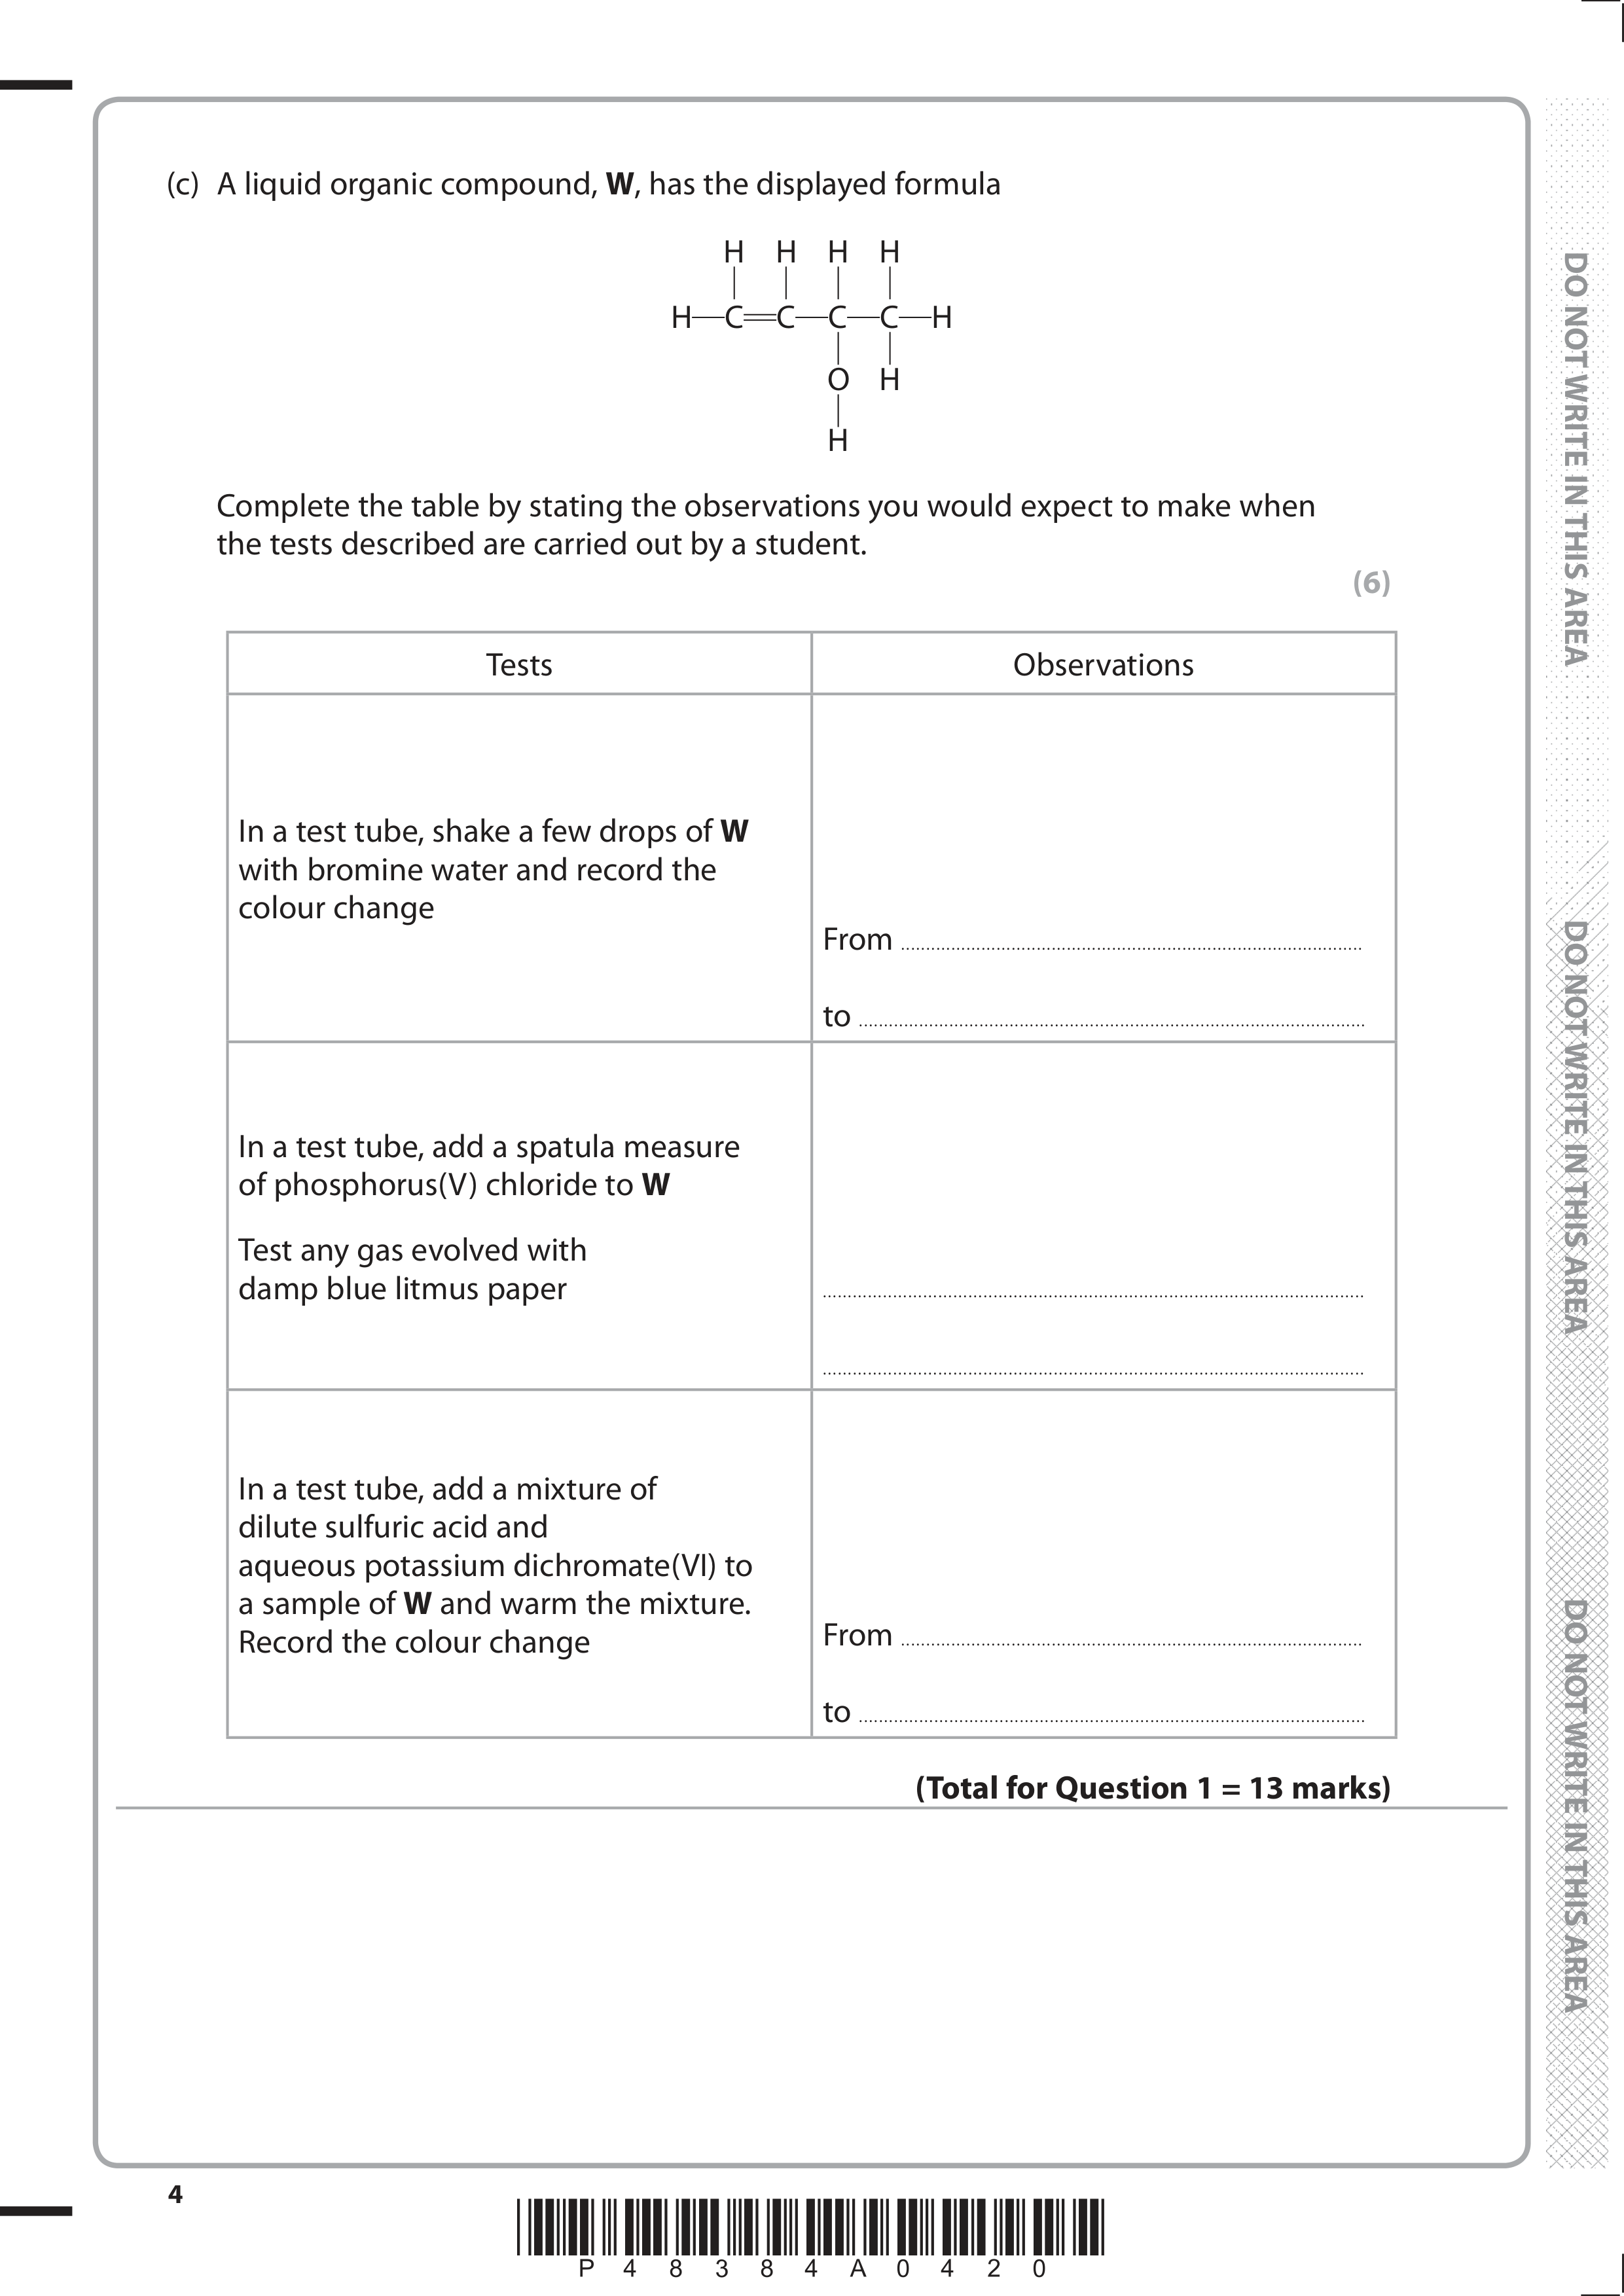 (c) A liquid organic compound, W, has the displayed formula
H H H H
H C C C C H
O H
H
Complete the table by stating the observations you would expect to make when
the tests described are carried out by a student.
(6)
Tests
Observations
In a test tube, shake a few drops of W
with bromine water and record the
colour change
From
to
In a test tube, add a spatula measure
of phosphorus(V) chloride to W
Test any gas evolved with
damp blue litmus paper
In a test tube, add a mixture of
dilute sulfuric acid and
aqueous potassium dichromate(VI) to
a sample of W and warm the mixture.
Record the colour change
From
to
(Total for Question 1 = 13 marks)
4
P 4 8 3 8 4 A 0 4 2 0
DO NOT WRITE IN THIS AREA
DO NOT WRITE IN THIS AREA
DO NOT WRITE IN THIS AREA